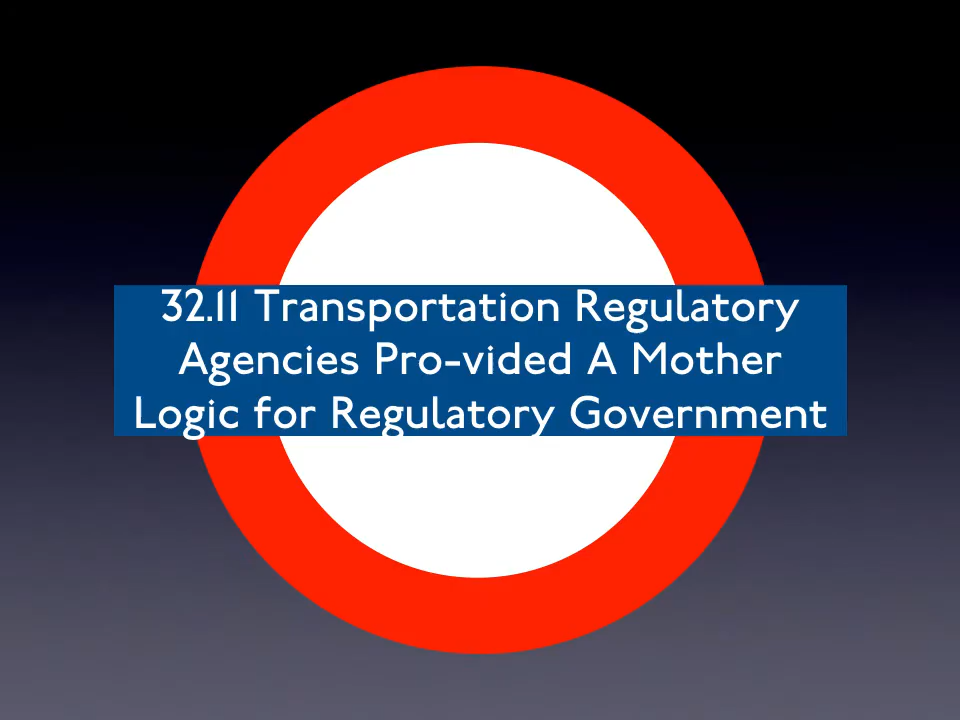 32.11 Transportation Regulatory
Agencies Pro-vided A Mother
Logic for Regulatory Government